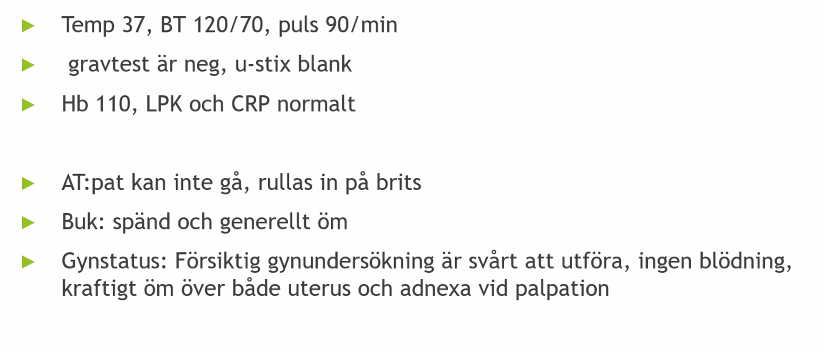 Temp 37, BT 120/70, puls 90/min
gravtest är neg, u-stix blank
Hb 110, LPK och CRP normalt
AT:pat kan inte gå, rullas in på brits
Buk: spänd och generellt öm
Gynstatus: Försiktig gynundersökning är svårt att utföra, ingen blödning,
kraftigt öm över både uterus och adnexa vid palpation